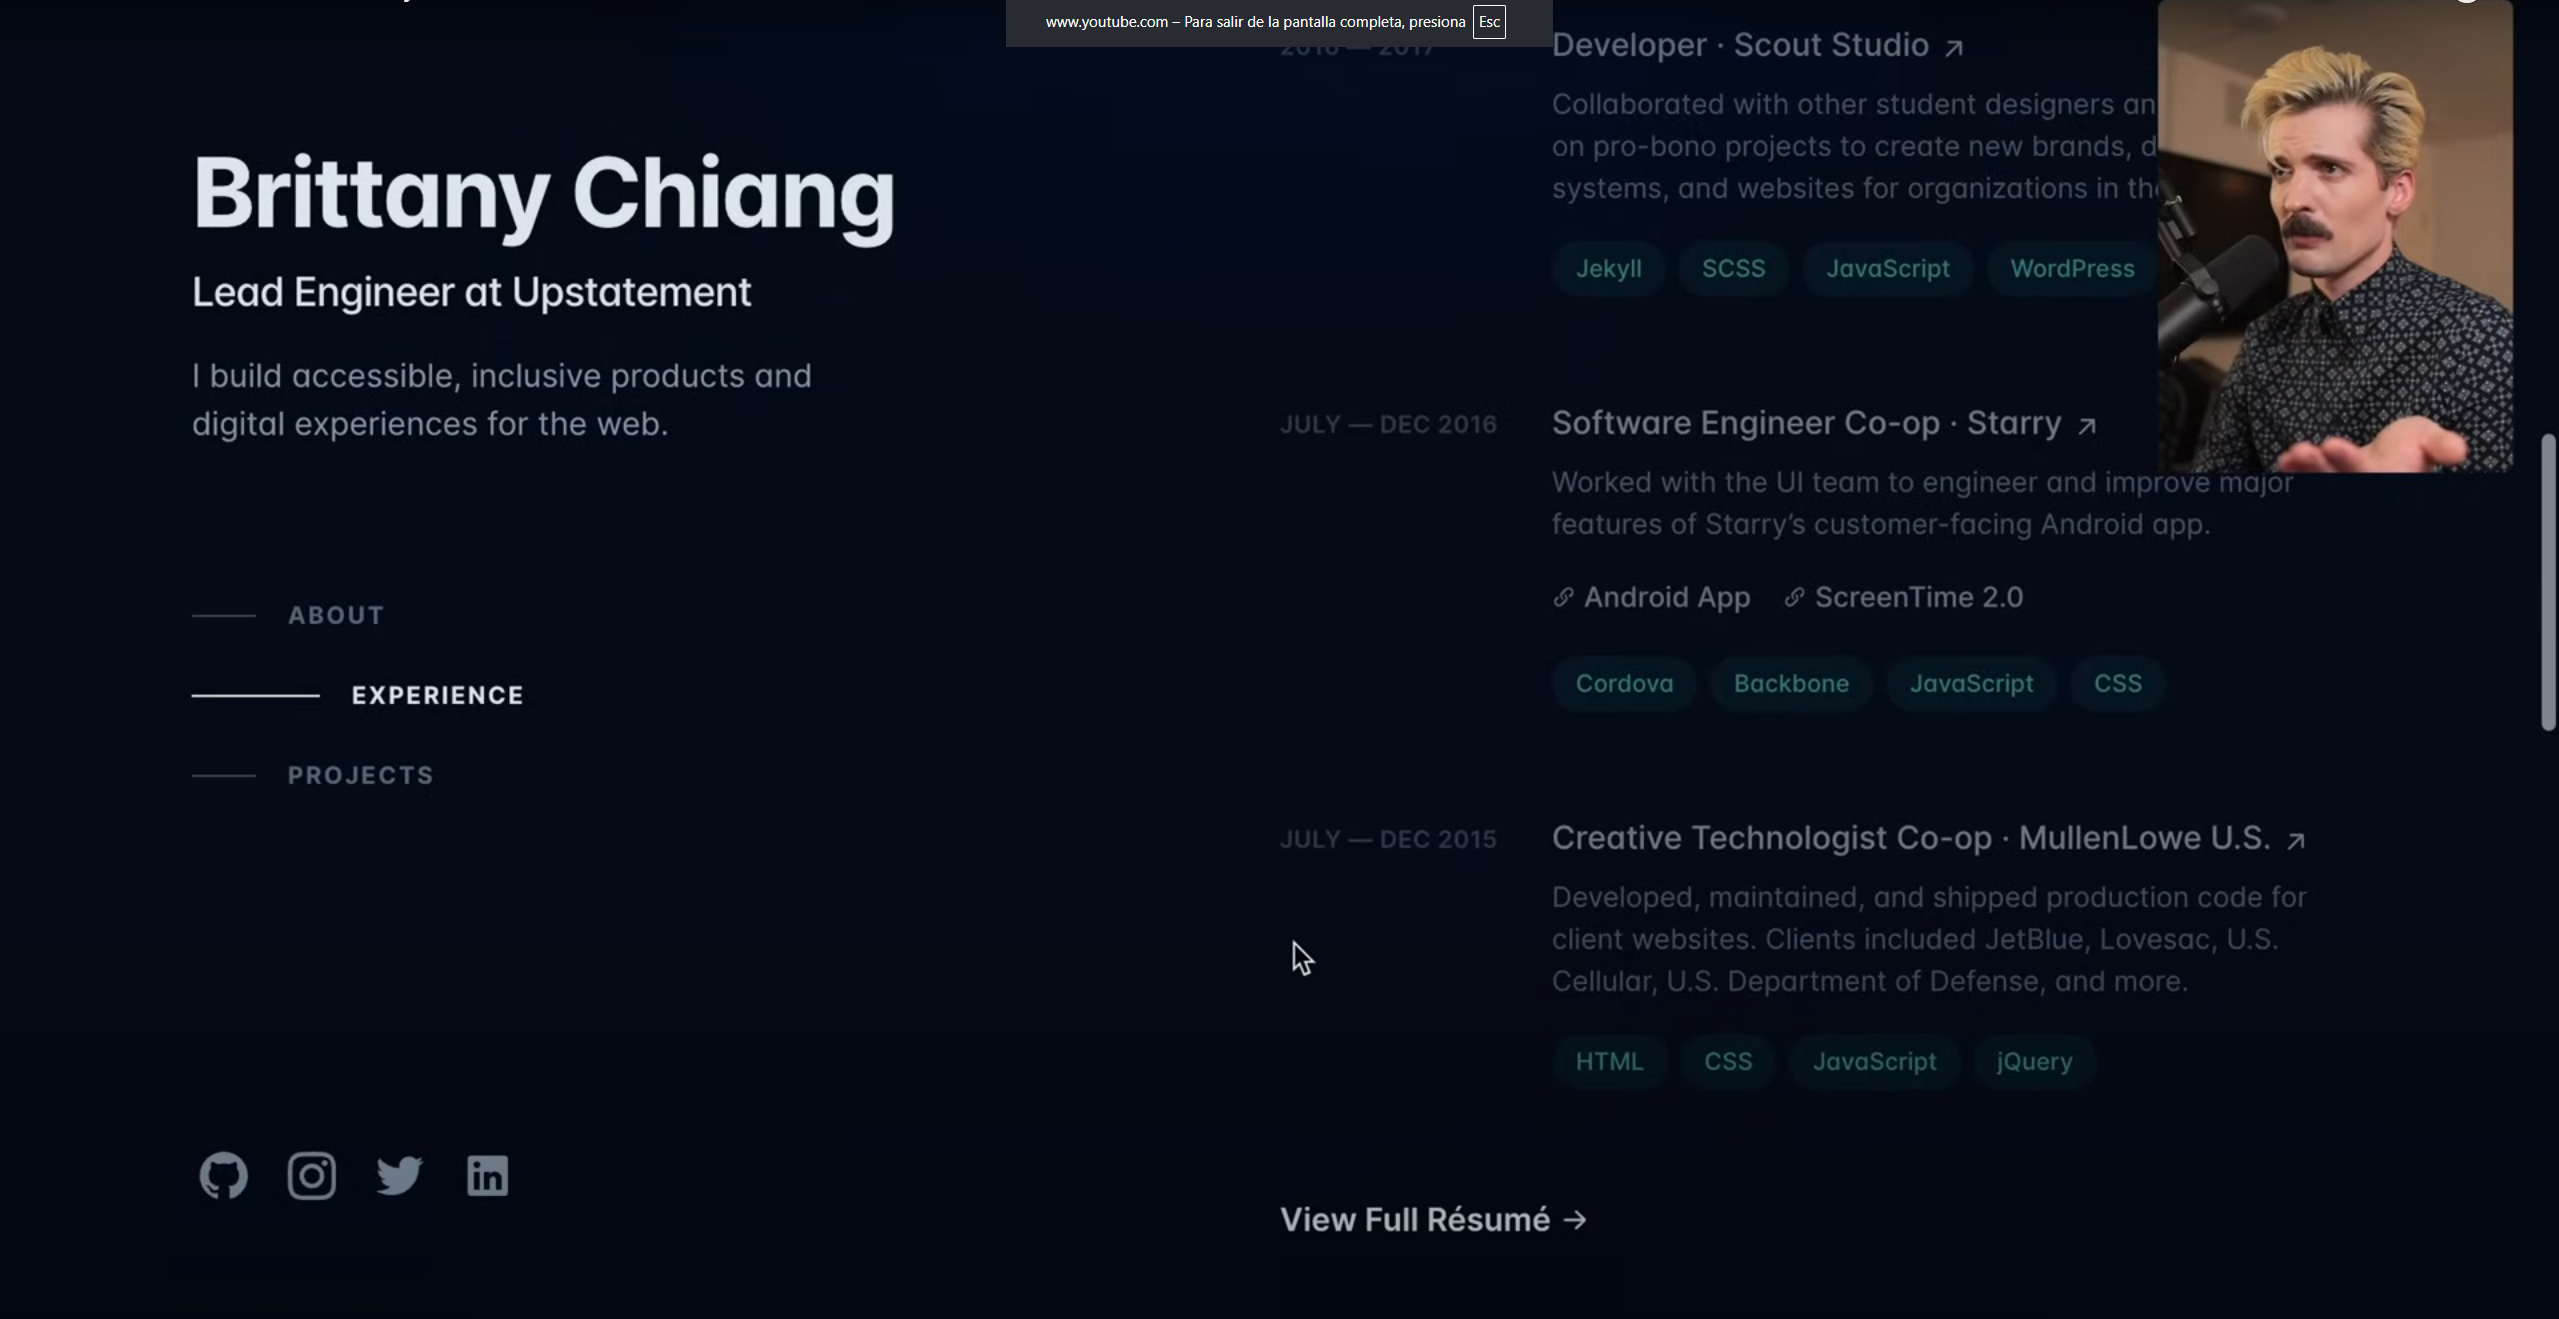 www.youtube.com – Para salir de la pantalla completa, presiona Esc
Brittany Chiang
Lead Engineer at Upstatement
I build accessible, inclusive products and
digital experiences for the web.
ABOUT
EXPERIENCE
PROJECTS
2016 — 2017
Developer · Scout Studio ↗
Collaborated with other student designers
on pro-bono projects to create new brands,
systems, and websites for organizations in
Jekyll
SCSS
JavaScript
WordPress
JULY — DEC 2016
Software Engineer Co-op · Starry ↗
Worked with the UI team to engineer and improve major
features of Starry’s customer-facing Android app.
Android App
ScreenTime 2.0
Cordova
Backbone
JavaScript
CSS
JULY — DEC 2015
Creative Technologist Co-op · MullenLowe U.S. ↗
Developed, maintained, and shipped production code for
client websites. Clients included JetBlue, Lovesac, U.S.
Cellular, U.S. Department of Defense, and more.
HTML
CSS
JavaScript
jQuery
in
View Full Résumé →